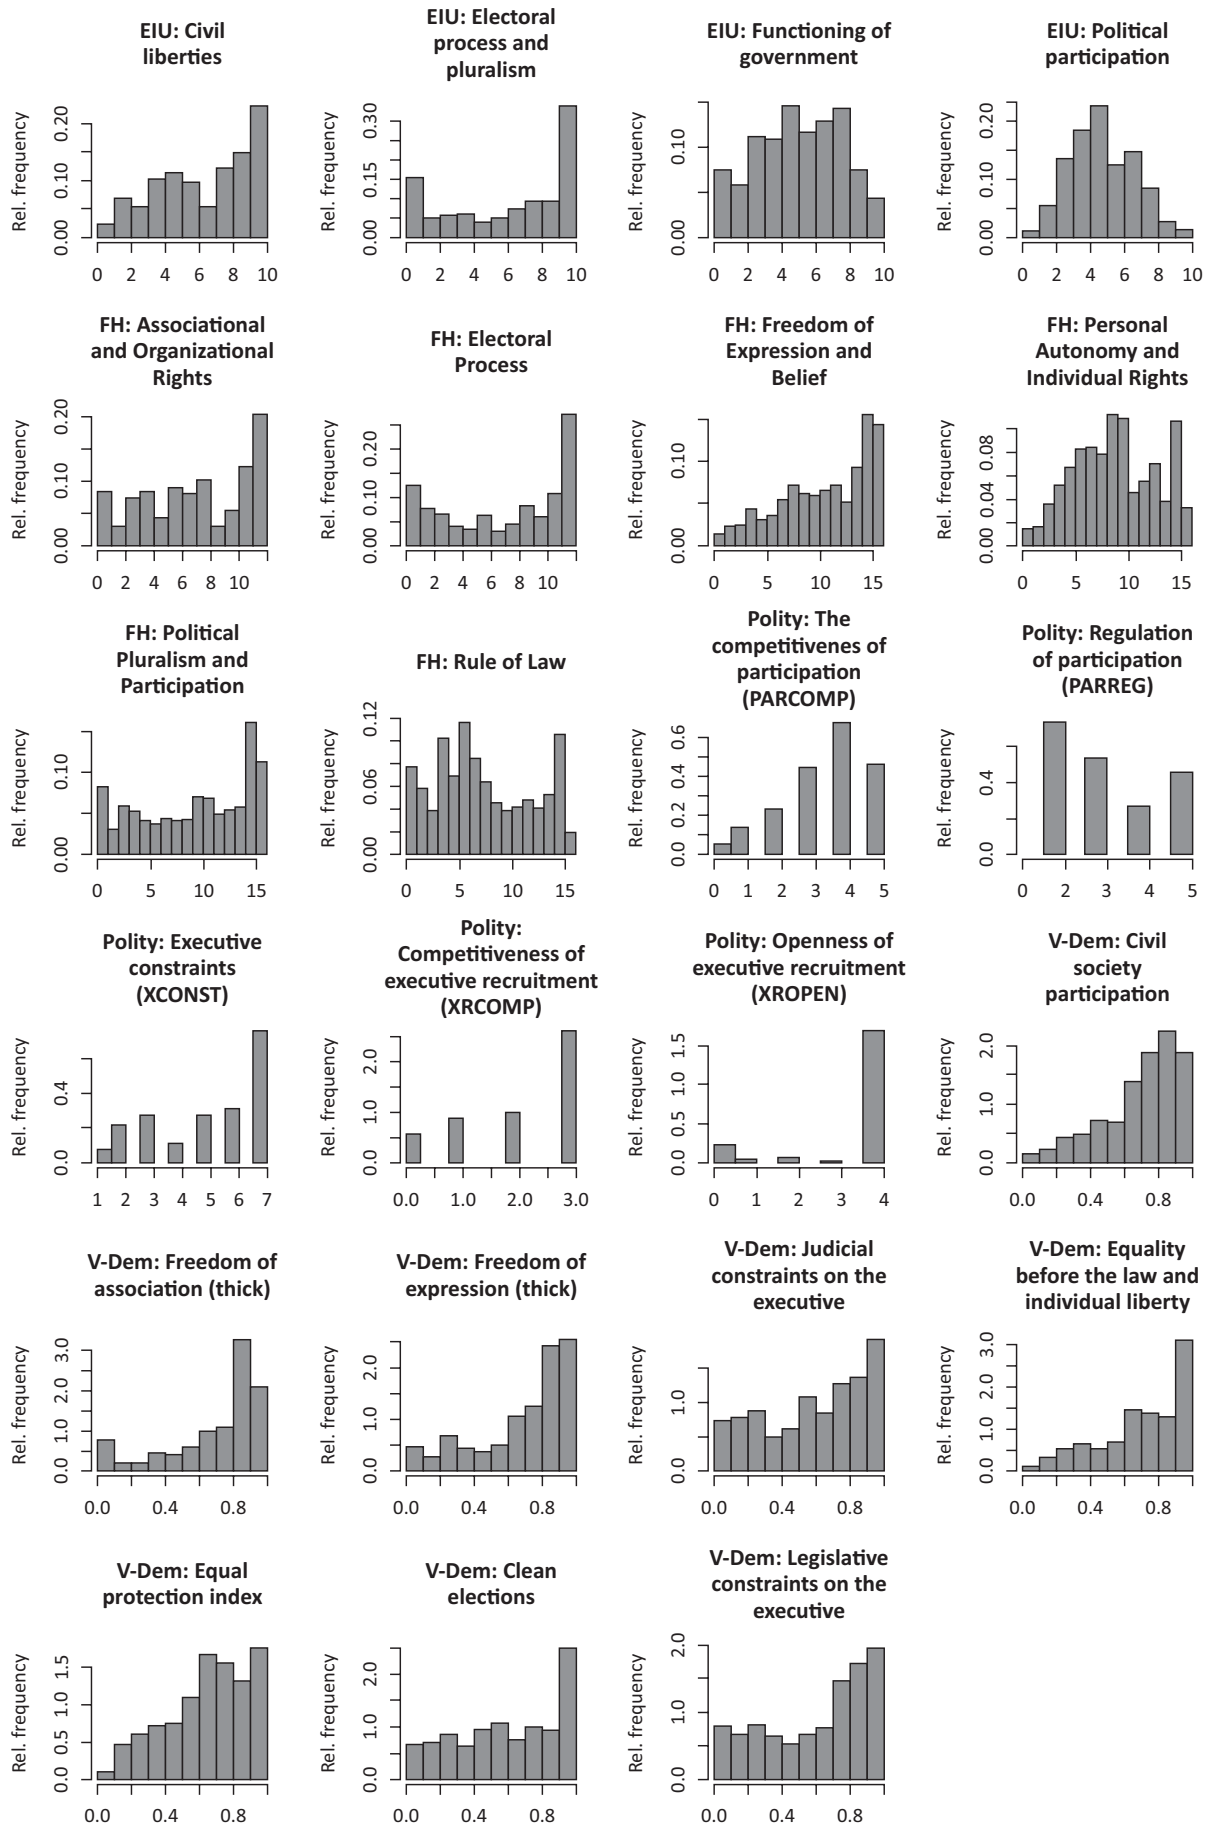 EIU: Civil
liberties
Rel. frequency
0.00 0.10 0.20
0 2 4 6 8 10
EIU: Electoral
process and
pluralism
Rel. frequency
0.00 0.15 0.30
0 2 4 6 8 10
EIU: Functioning of
government
Rel. frequency
0.00 0.10
0 2 4 6 8 10
EIU: Political
participation
Rel. frequency
0.00 0.10 0.20
0 2 4 6 8 10
FH: Associational
and Organizational
Rights
Rel. frequency
0.00 0.10 0.20
0 2 4 6 8 10
FH: Electoral
Process
Rel. frequency
0.00 0.10 0.20
0 2 4 6 8 10
FH: Freedom of
Expression and
Belief
Rel. frequency
0.00 0.10
0 5 10 15
FH: Personal
Autonomy and
Individual Rights
Rel. frequency
0.00 0.04 0.08
0 5 10 15
FH: Political
Pluralism and
Participation
Rel. frequency
0.00 0.10
0 5 10 15
FH: Rule of Law
Rel. frequency
0.00 0.06 0.12
0 5 10 15
Polity: The
competitivenes of
participation
(PARCOMP)
Rel. frequency
0.0 0.2 0.4 0.6
0 1 2 3 4 5
Polity: Regulation
of participation
(PARREG)
Rel. frequency
0.0 0.4
0 2 3 4 5
Polity: Executive
constraints
(XCONST)
Rel. frequency
0.0 0.4
1 2 3 4 5 6 7
Polity:
Competitiveness of
executive recruitment
(XRCOMP)
Rel. frequency
0.0 1.0 2.0
0.0 1.0 2.0 3.0
Polity: Openness of
executive recruitment
(XROPEN)
Rel. frequency
0.0 0.5 1.0 1.5
0 1 2 3 4
V-Dem: Civil
society
participation
Rel. frequency
0.0 1.0 2.0
0.0 0.4 0.8
V-Dem: Freedom of
association (thick)
Rel. frequency
0.0 1.0 2.0 3.0
0.0 0.4 0.8
V-Dem: Freedom of
expression (thick)
Rel. frequency
0.0 1.0 2.0
0.0 0.4 0.8
V-Dem: Judicial
constraints on the
executive
Rel. frequency
0.0 1.0
0.0 0.4 0.8
V-Dem: Equality
before the law and
individual liberty
Rel. frequency
0.0 1.0 2.0 3.0
0.0 0.4 0.8
V-Dem: Equal
protection index
Rel. frequency
0.0 0.5 1.0 1.5
0.0 0.4 0.8
V-Dem: Clean
elections
Rel. frequency
0.0 1.0 2.0
0.0 0.4 0.8
V-Dem: Legislative
constraints on the
executive
Rel. frequency
0.0 1.0 2.0
0.0 0.4 0.8